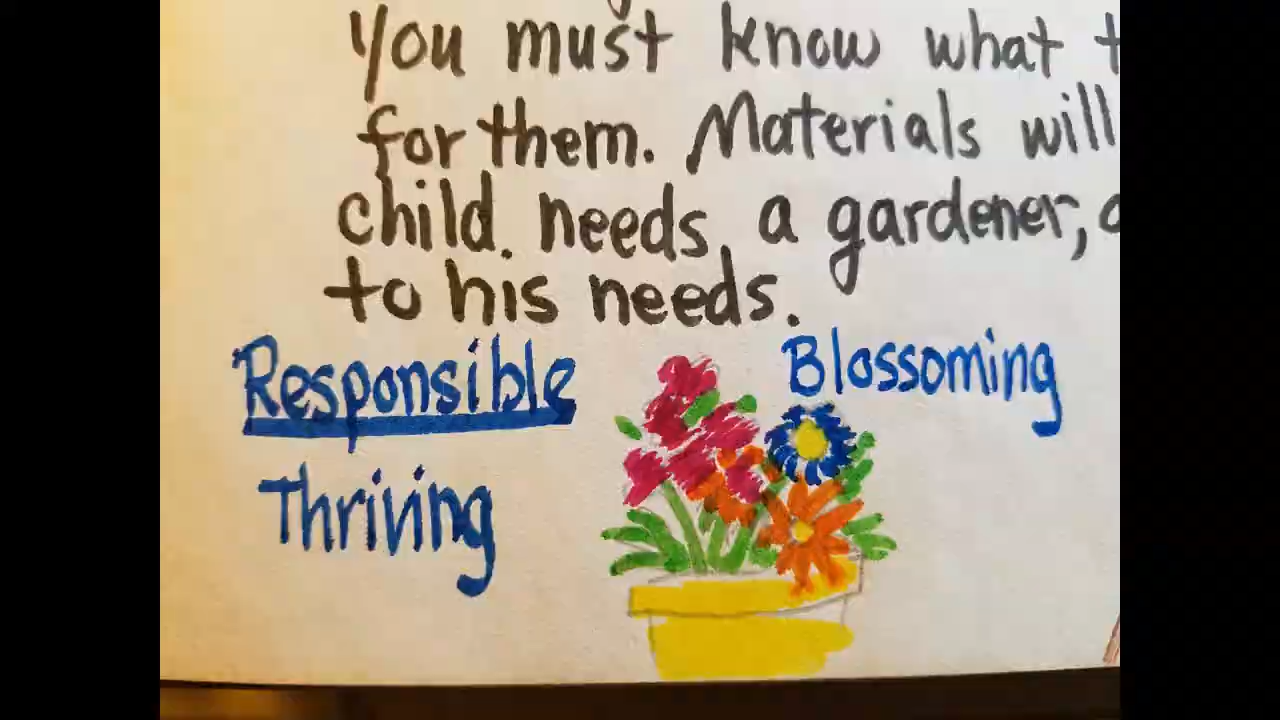 You must know what
for them. Materials will
child needs, a gardener,
to his needs.
Responsible
Blossoming
Thriving